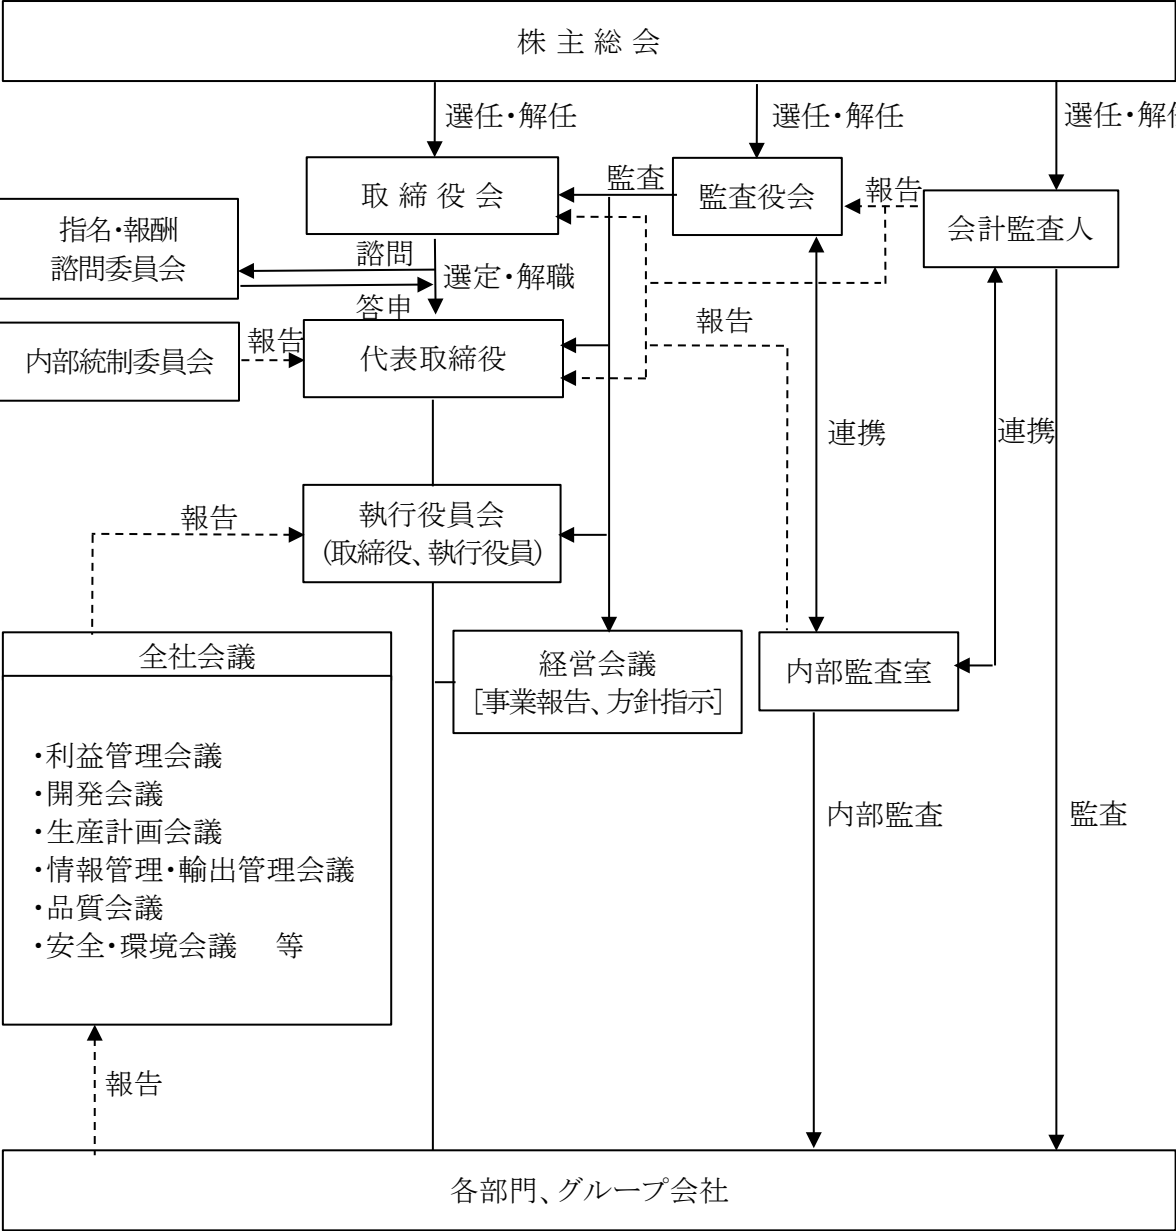 株主総会
選任・解任
選任・解任
選任・解
取締役会
監査
監査役会
報告
会計監査人
指名・報酬
諮問委員会
諮問
選定・解職
答申
内部統制委員会
報告
代表取締役
報告
連携
連携
報告
執行役員会
(取締役、執行役員)
全社会議
経営会議
[事業報告、方針指示]
内部監査室
・利益管理会議
・開発会議
・生産計画会議
・情報管理・輸出管理会議
・品質会議
・安全・環境会議 等
内部監査
監査
報告
各部門、グループ会社